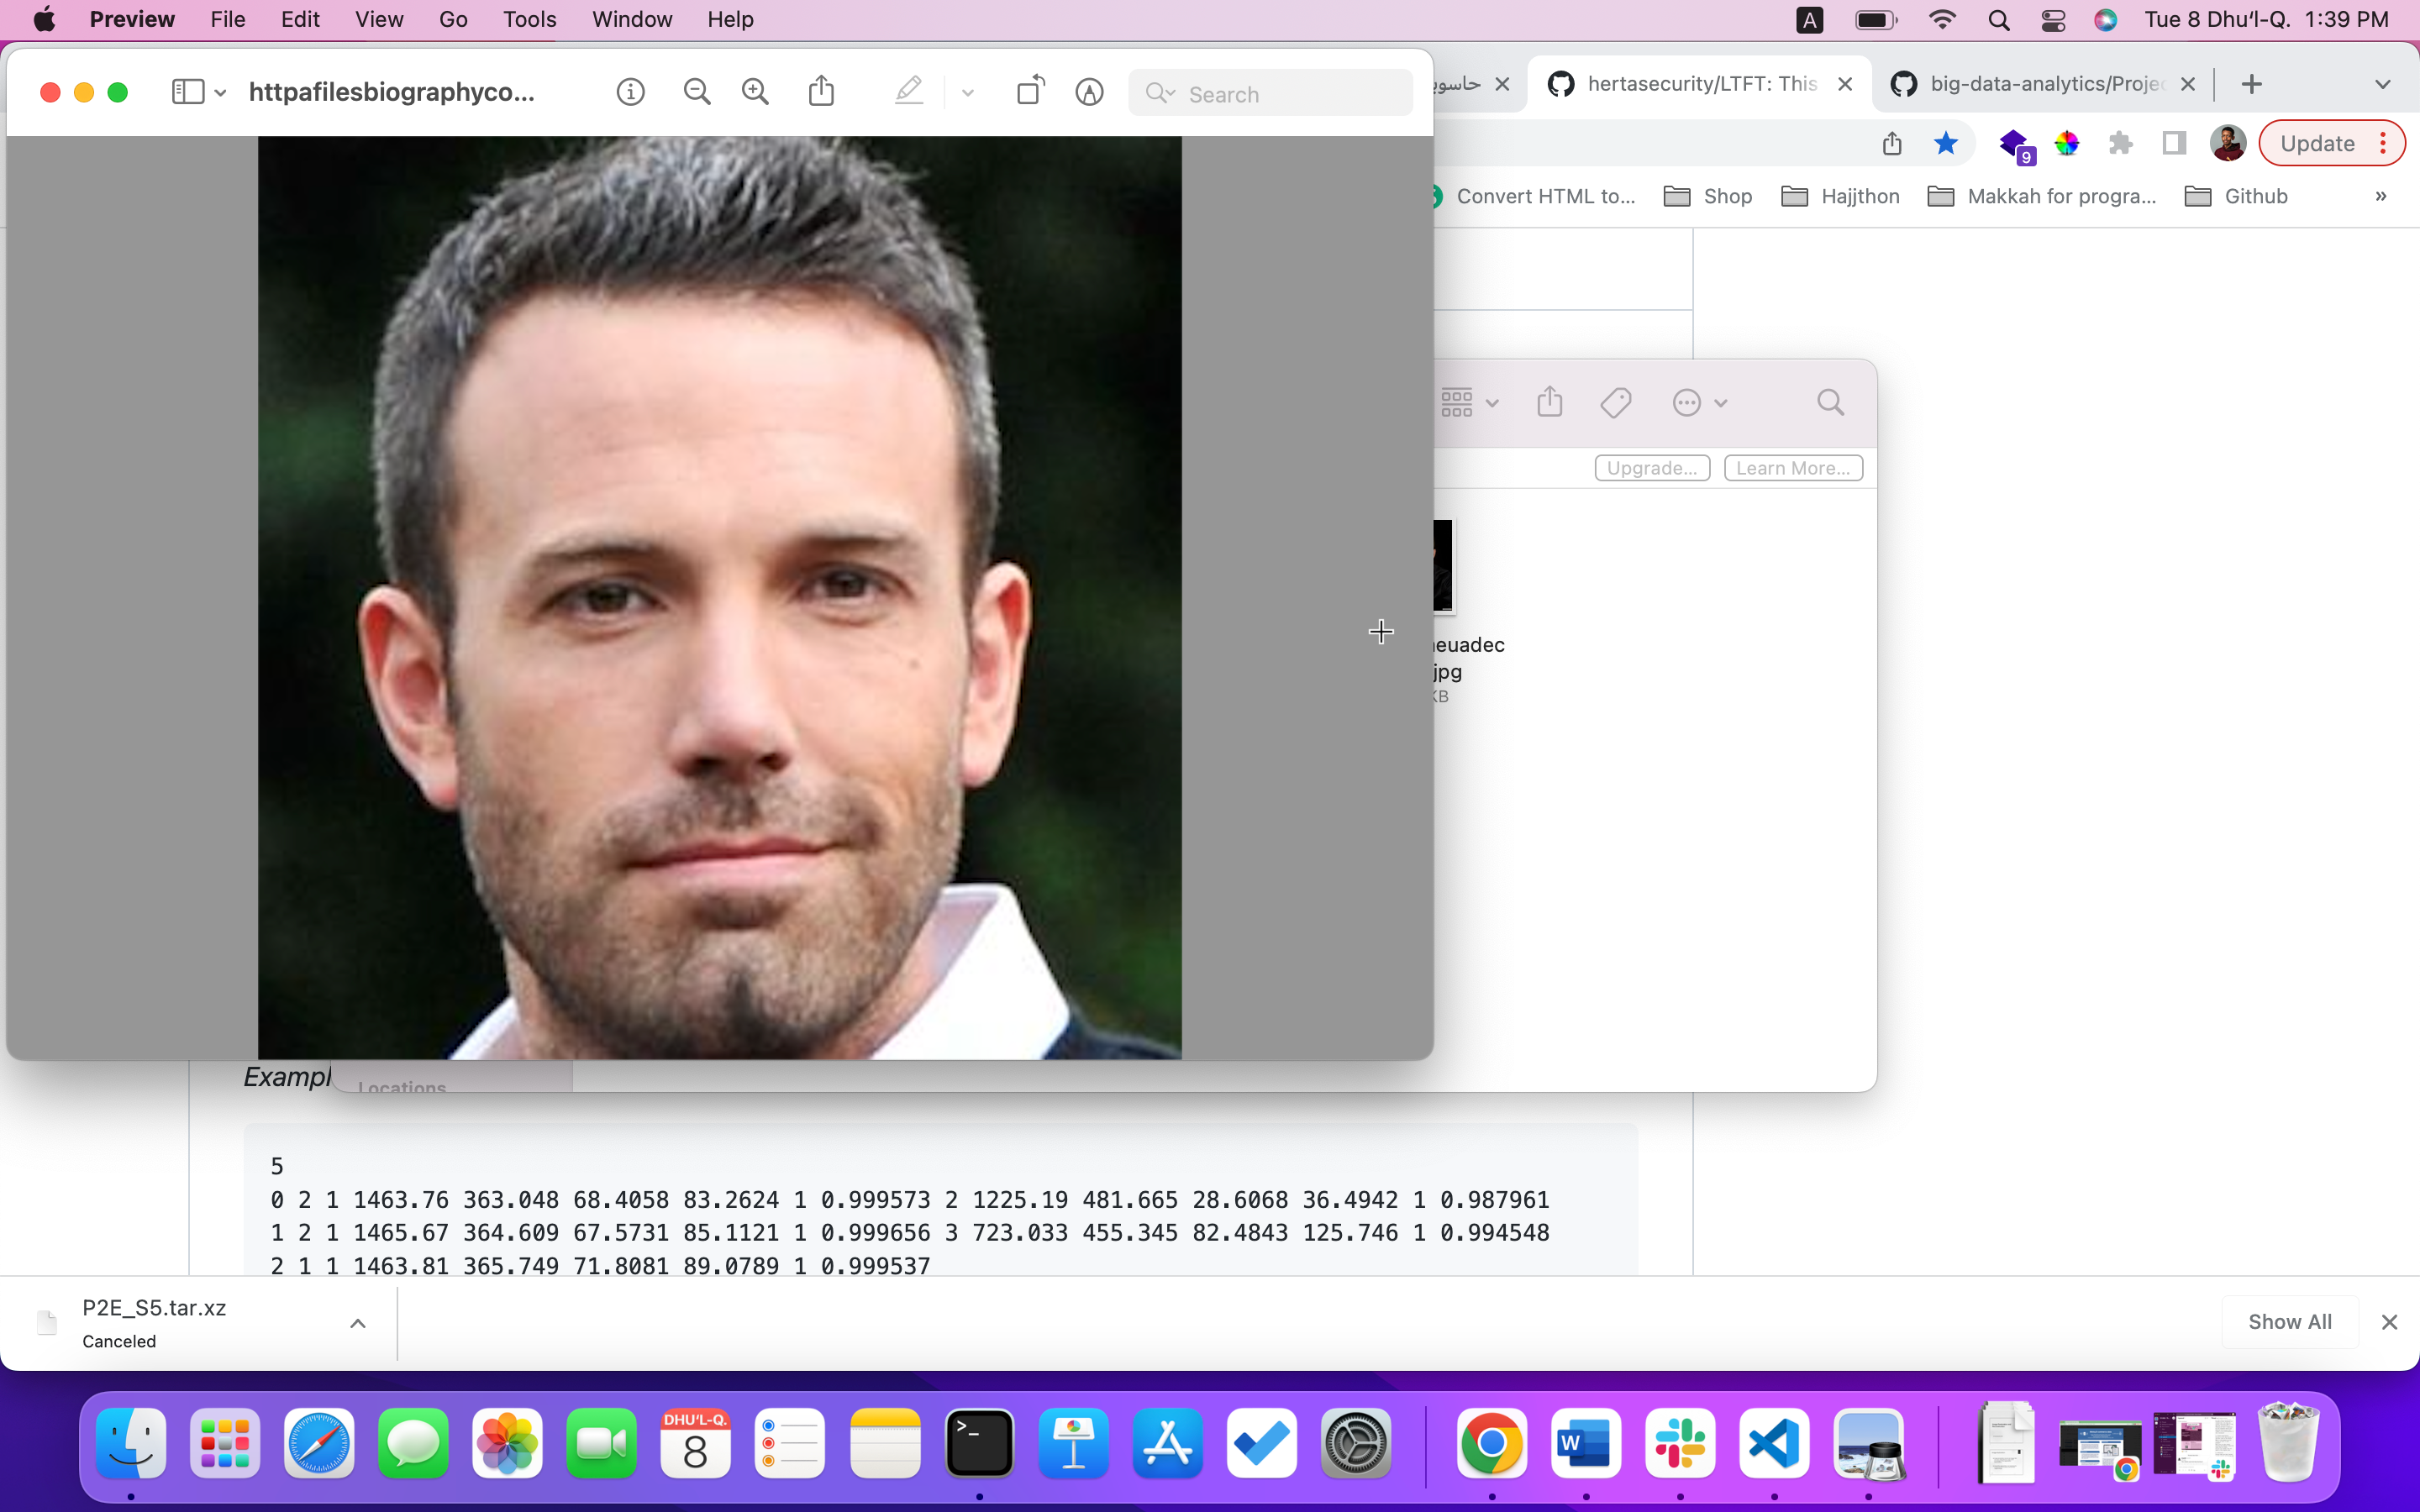 Preview File Edit View Go Tools Window Help
A
Tue 8 Dhuʻl-Q. 1:39 PM
httpafilesbiographyco...
Search
حاسوبي
hertasecurity/LTFT: This
big-data-analytics/Projec
9
Update
Convert HTML to...
Shop
Hajjthon
Makkah for progra...
Github
»
Upgrade...
Learn More...
euadec
jpg
KB
Exampl
Locations
5
0 2 1 1463.76 363.048 68.4058 83.2624 1 0.999573 2 1225.19 481.665 28.6068 36.4942 1 0.987961
1 2 1 1465.67 364.609 67.5731 85.1121 1 0.999656 3 723.033 455.345 82.4843 125.746 1 0.994548
2 1 1 1463.81 365.749 71.8081 89.0789 1 0.999537
P2E_S5.tar.xz
Canceled
Show All
DHUʻL-Q.
8
>_
W